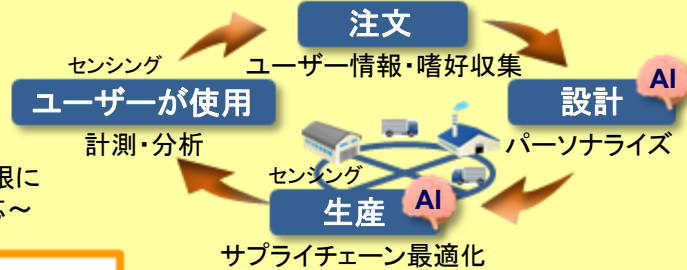 注文
センシング
ユーザー情報・嗜好収集
AI
ユーザーが使用
設計
計測・分析
パーソナライズ
限に
センシング
AI
生産
サプライチェーン最適化